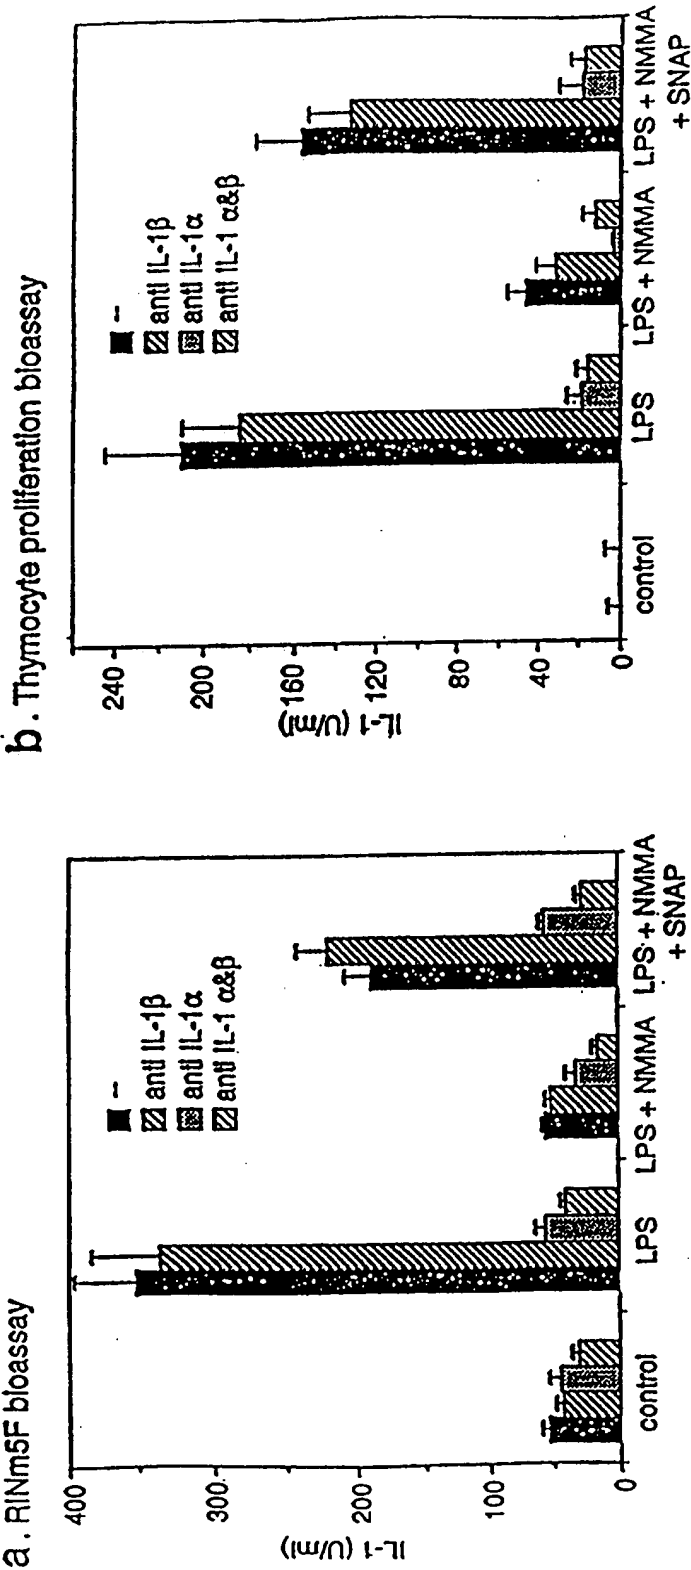 a. RINm5F bioassay
IL-1 (U/ml)
400
300
200
100
0
--
anti IL-1β
anti IL-1α
anti IL-1 α&β
control
LPS
LPS + NMMA
LPS + NMMA
+ SNAP
b. Thymocyte proliferation bioassay
IL-1 (U/ml)
240
200
160
120
80
40
0
--
anti IL-1β
anti IL-1α
anti IL-1 α&β
control
LPS
LPS + NMMA
LPS + NMMA
+ SNAP